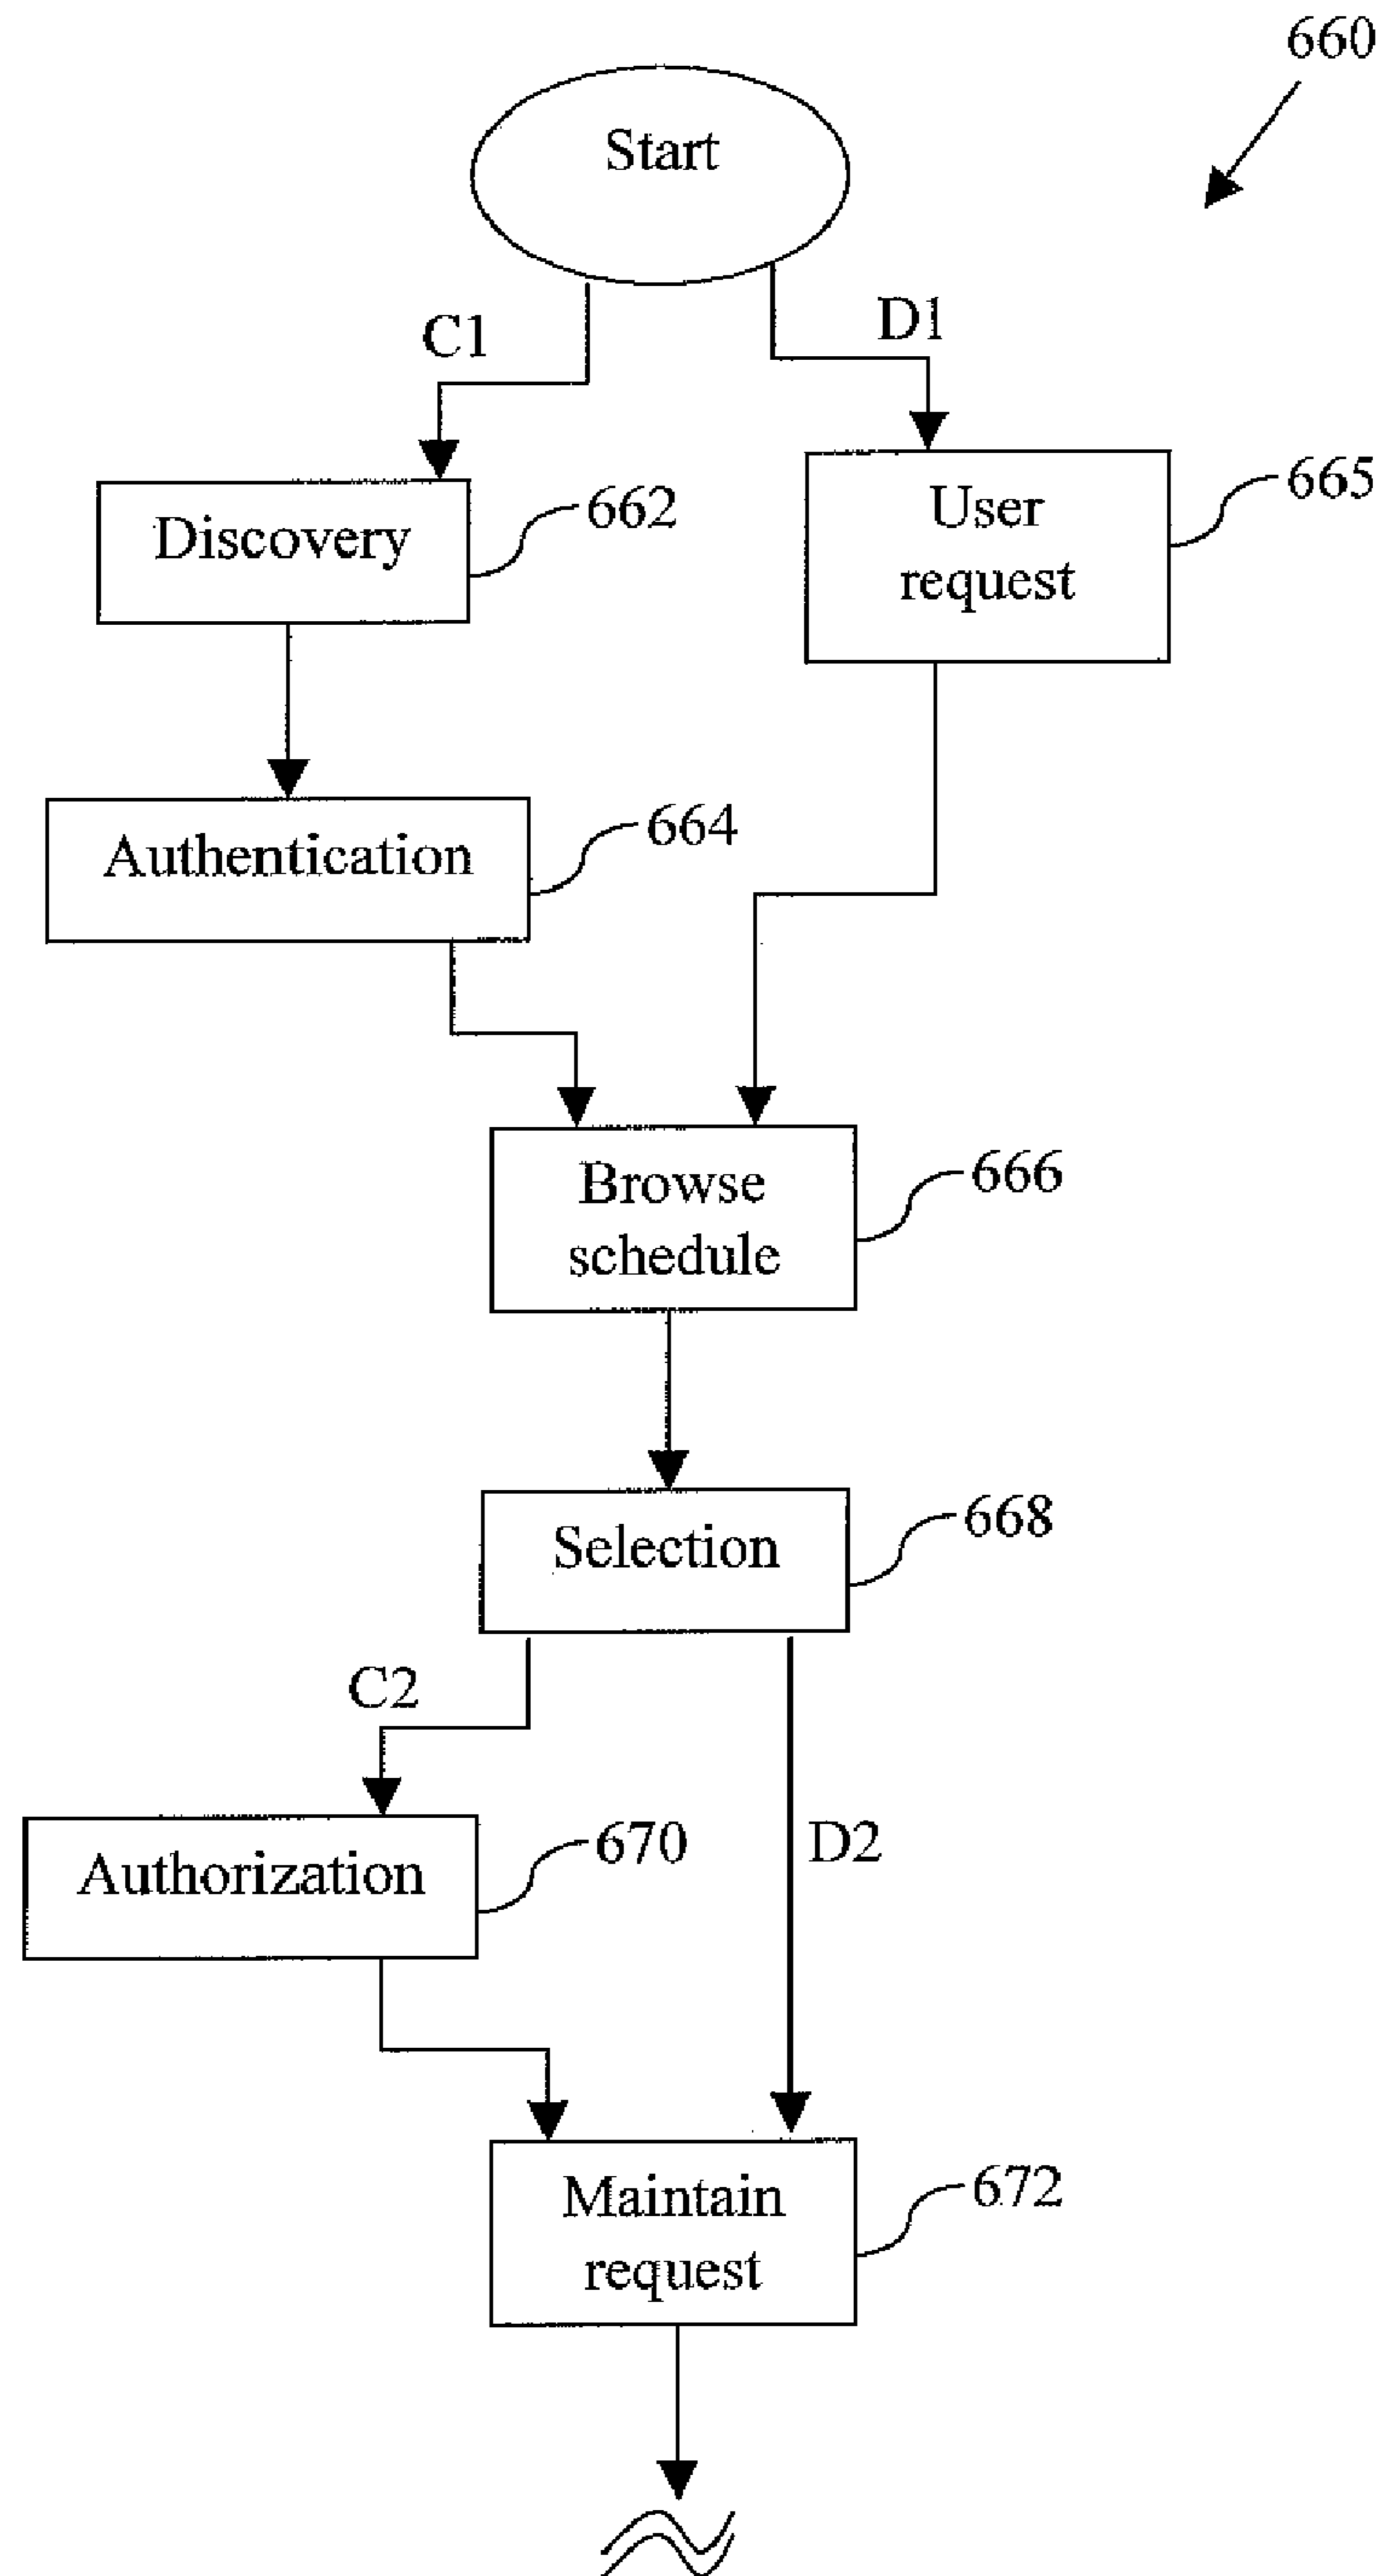 660
Start
C1
D1
Discovery
662
User
request
665
Authentication
664
Browse
schedule
666
Selection
668
C2
Authorization
670
D2
Maintain
request
672